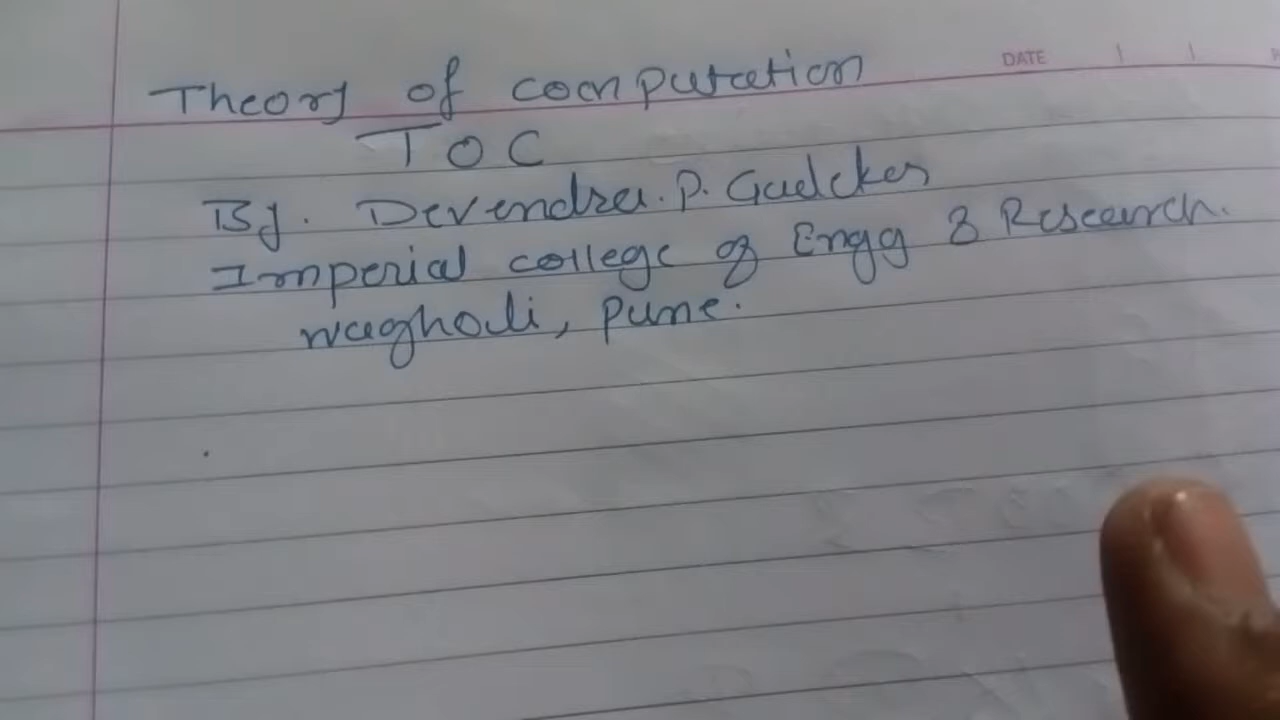 Theory of computation
DATE
TOC
By. Devendra. P. Gadekar
Imperial college of Engg & Research.
wagholi, Pune.